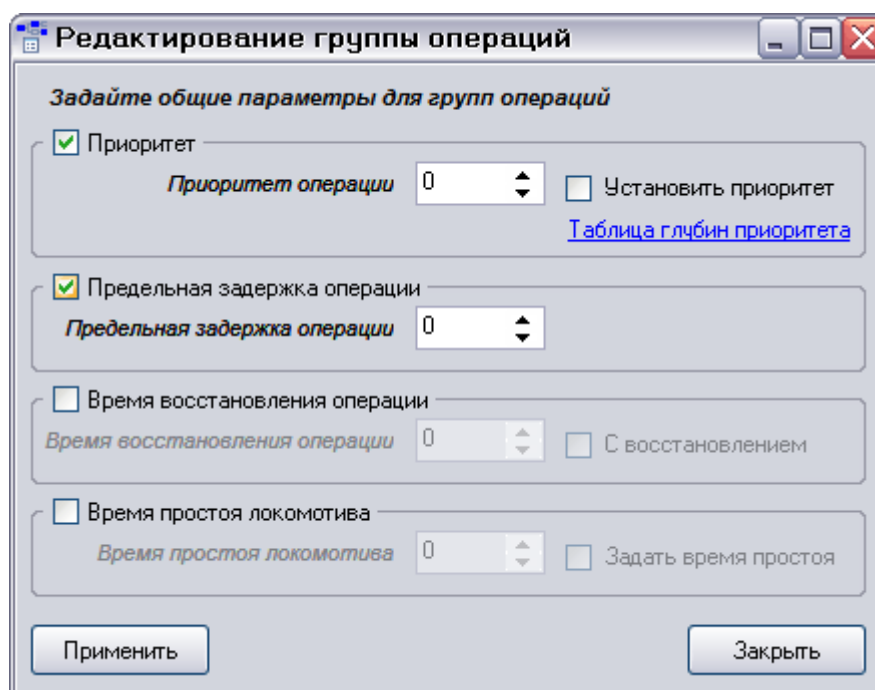 Редактирование группы операций
Задайте общие параметры для групп операций
Приоритет
Приоритет операции 0 Установить приоритет
Таблица глубин приоритета
Предельная задержка операции
Предельная задержка операции 0
Время восстановления операции
Время восстановления операции 0 С восстановлением
Время простоя локомотива
Время простоя локомотива 0 Задать время простоя
Применить Закрыть